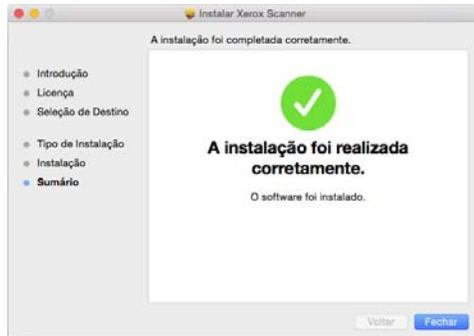 Instalar Xerox Scanner
A instalação foi completada corretamente.
Introdução
Licença
Seleção de Destino
Tipo de Instalação
Instalação
Sumário
A instalação foi realizada
corretamente.
O software foi instalado.
Voltar
Fechar